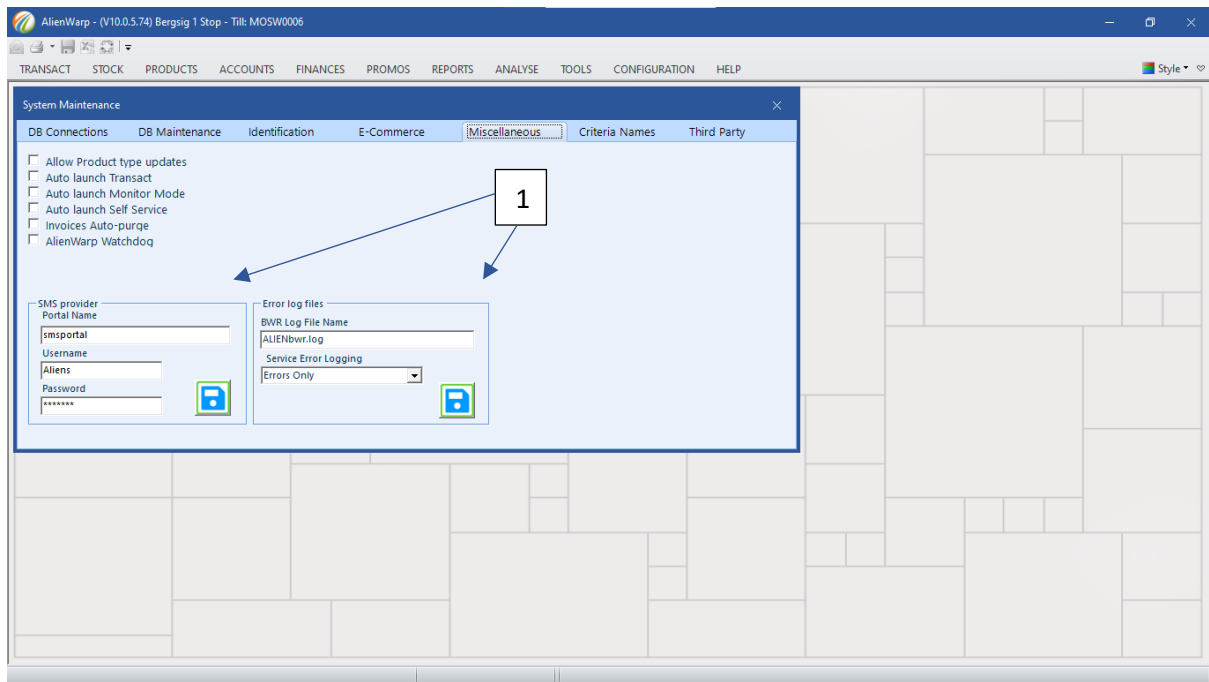 AlienWarp - (V10.0.5.74) Bergsig 1 Stop - Till: MOSW0006
TRANSACT STOCK PRODUCTS ACCOUNTS FINANCES PROMOS REPORTS ANALYSE TOOLS CONFIGURATION HELP Style
System Maintenance
DB Connections DB Maintenance Identification E-Commerce Miscellaneous Criteria Names Third Party
Allow Product type updates
Auto launch Transact
Auto launch Monitor Mode
Auto launch Self Service
Invoices Auto-purge
AlienWarp Watchdog
1
SMS provider
Portal Name
smsportal
Username
Aliens
Password
*******
Error log files
BWR Log File Name
ALIENbwr.log
Service Error Logging
Errors Only